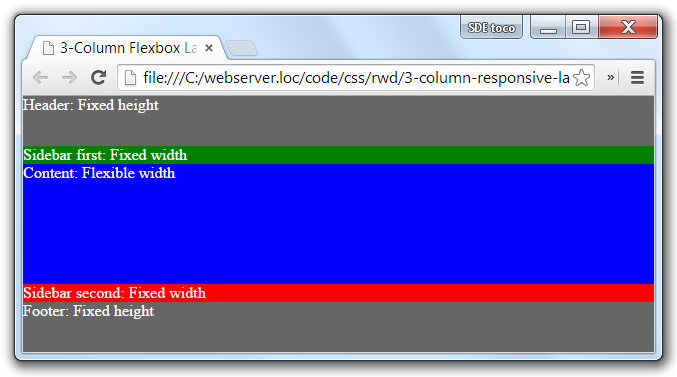 SDE toco
3-Column Flexbox La
file:///C:/webserver.loc/code/css/rwd/3-column-responsive-la
»
Header: Fixed height
Sidebar first: Fixed width
Content: Flexible width
Sidebar second: Fixed width
Footer: Fixed height